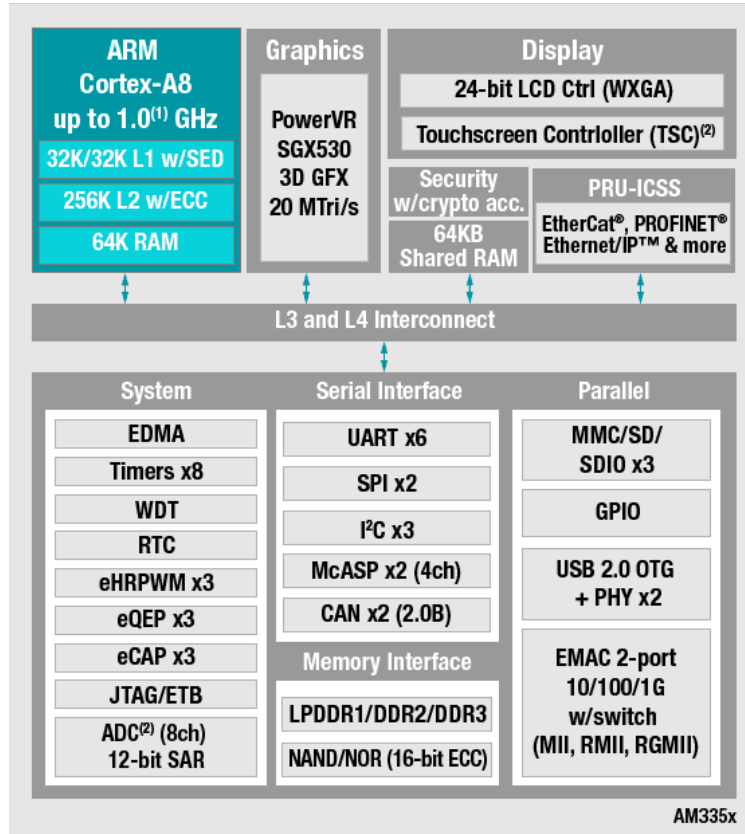 ARM
Cortex-A8
up to 1.0⁽¹⁾ GHz
32K/32K L1 w/SED
256K L2 w/ECC
64K RAM
Graphics
PowerVR
SGX530
3D GFX
20 MTri/s
Display
24-bit LCD Ctrl (WXGA)
Touchscreen Contrloller (TSC)⁽²⁾
Security
w/crypto acc.
64KB
Shared RAM
PRU-ICSS
EtherCat®, PROFINET®
Ethernet/IP™ & more
L3 and L4 Interconnect
System
EDMA
Timers x8
WDT
RTC
eHRPWM x3
eQEP x3
eCAP x3
JTAG/ETB
ADC⁽²⁾ (8ch)
12-bit SAR
Serial Interface
UART x6
SPI x2
I²C x3
McASP x2 (4ch)
CAN x2 (2.0B)
Memory Interface
LPDDR1/DDR2/DDR3
NAND/NOR (16-bit ECC)
Parallel
MMC/SD/
SDIO x3
GPIO
USB 2.0 OTG
+ PHY x2
EMAC 2-port
10/100/1G
w/switch
(MII, RMII, RGMII)
AM335x